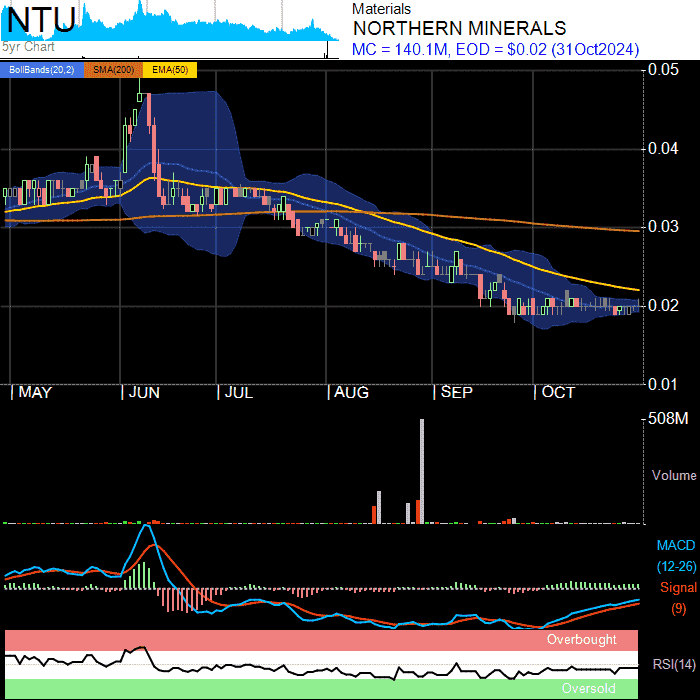 NTU
5yr Chart
Materials
NORTHERN MINERALS
MC = 140.1M, EOD = $0.02 (31Oct2024)
BollBands(20,2) SMA(200) EMA(50)
0.05
0.04
0.03
0.02
0.01
MAY JUN JUL AUG SEP OCT
508M
Volume
MACD
(12-26)
Signal
(9)
Overbought
RSI(14)
Oversold